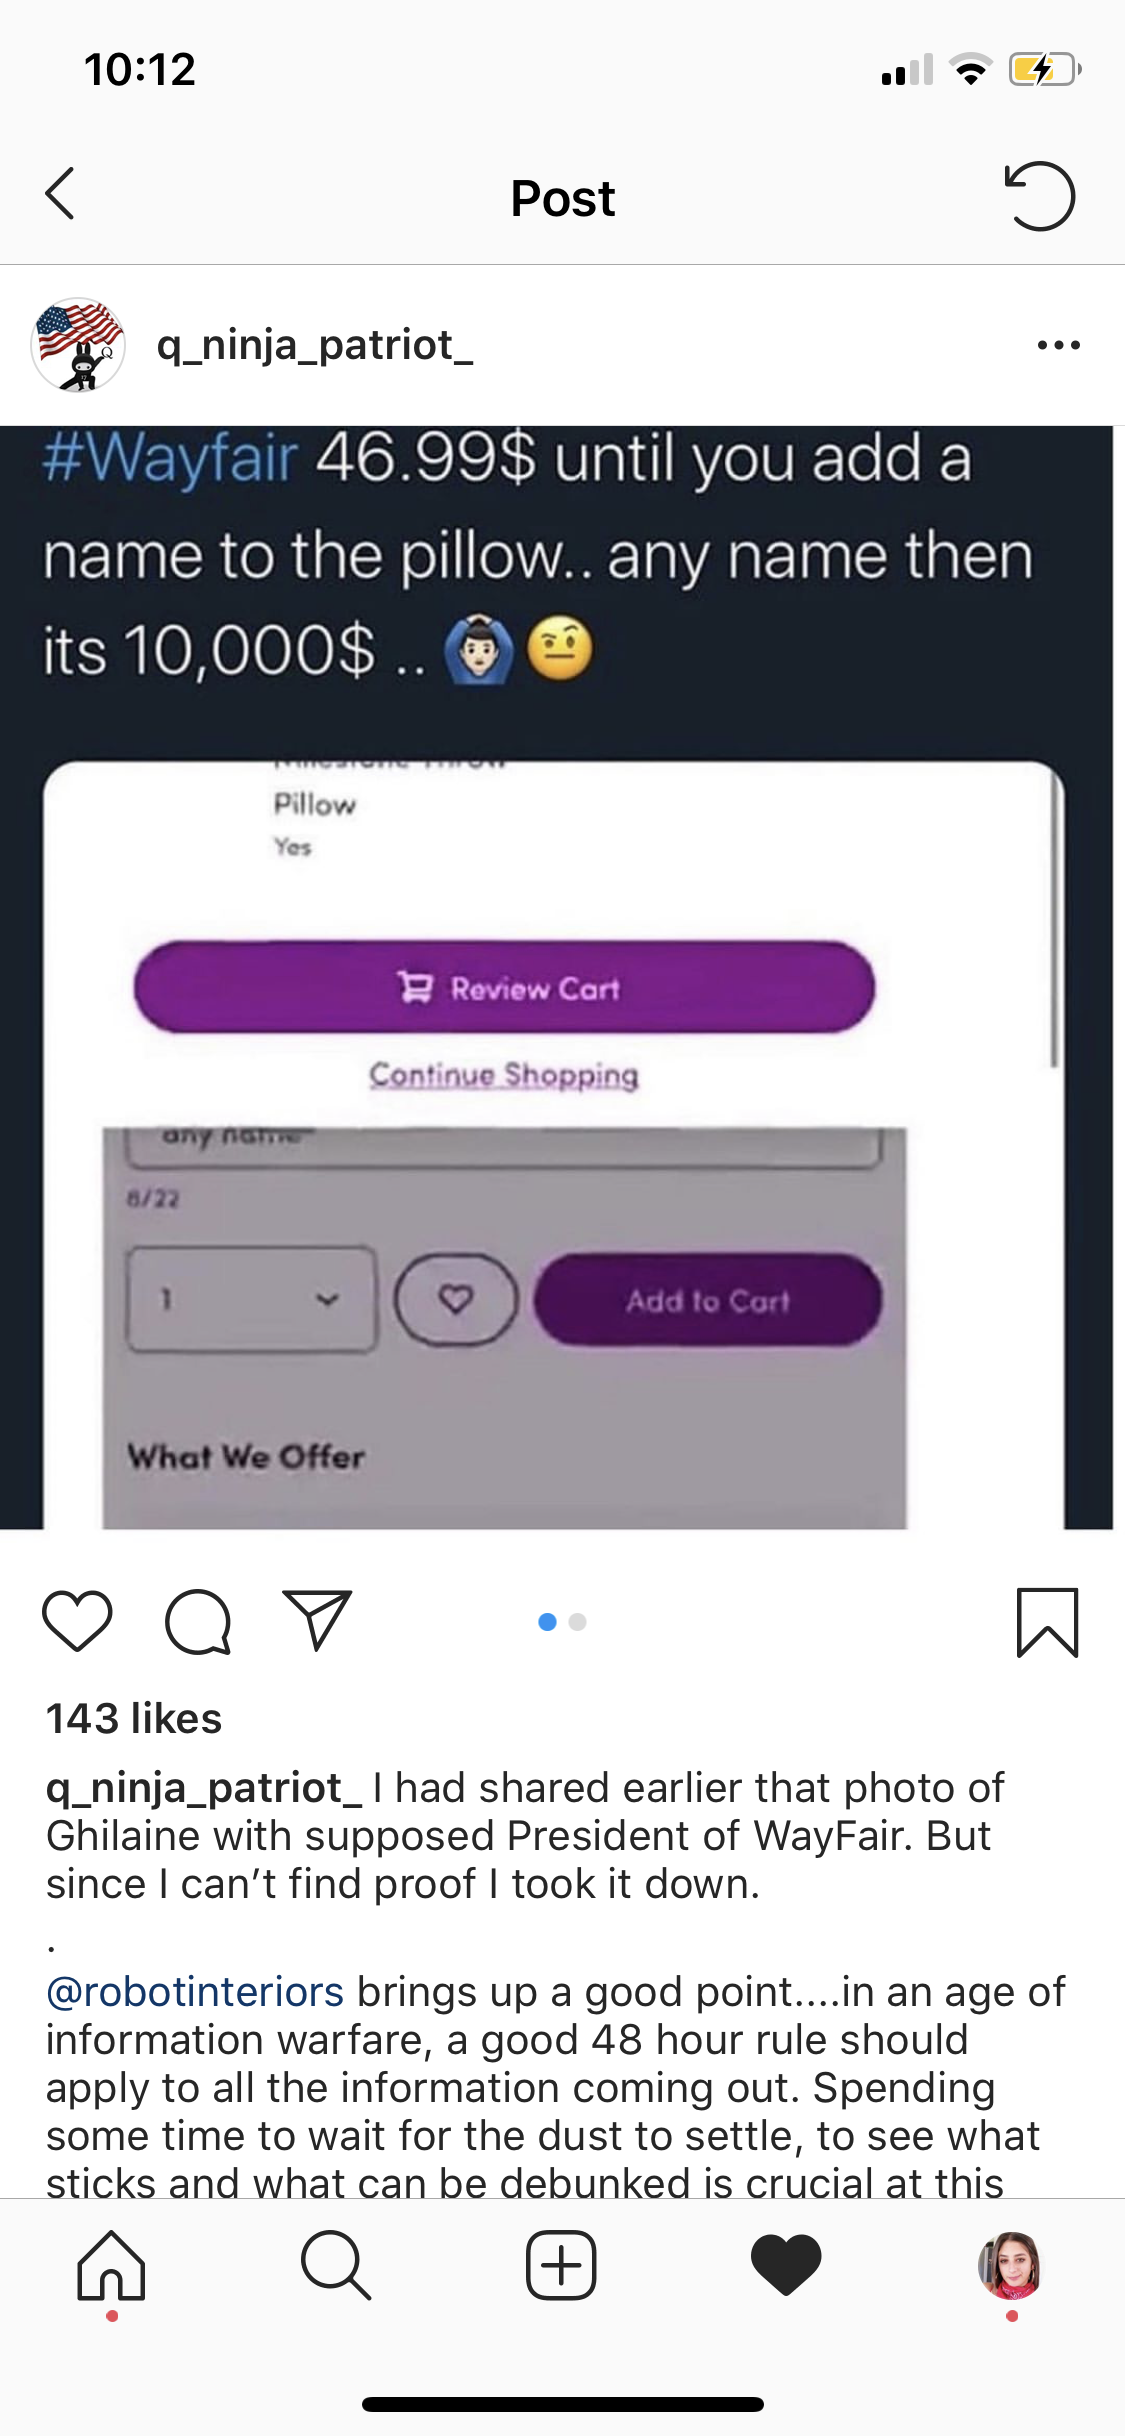 10:12
Post
q_ninja_patriot_
#Wayfair 46.99$ until you add a
name to the pillow.. any name then
its 10,000$ ..
Milestone Throw
Pillow
Yes
Review Cart
Continue Shopping
any name
8/22
1
Add to Cart
What We Offer
143 likes
q_ninja_patriot_ I had shared earlier that photo of
Ghilaine with supposed President of WayFair. But
since I can't find proof I took it down.
.
@robotinteriors brings up a good point....in an age of
information warfare, a good 48 hour rule should
apply to all the information coming out. Spending
some time to wait for the dust to settle, to see what
sticks and what can be debunked is crucial at this